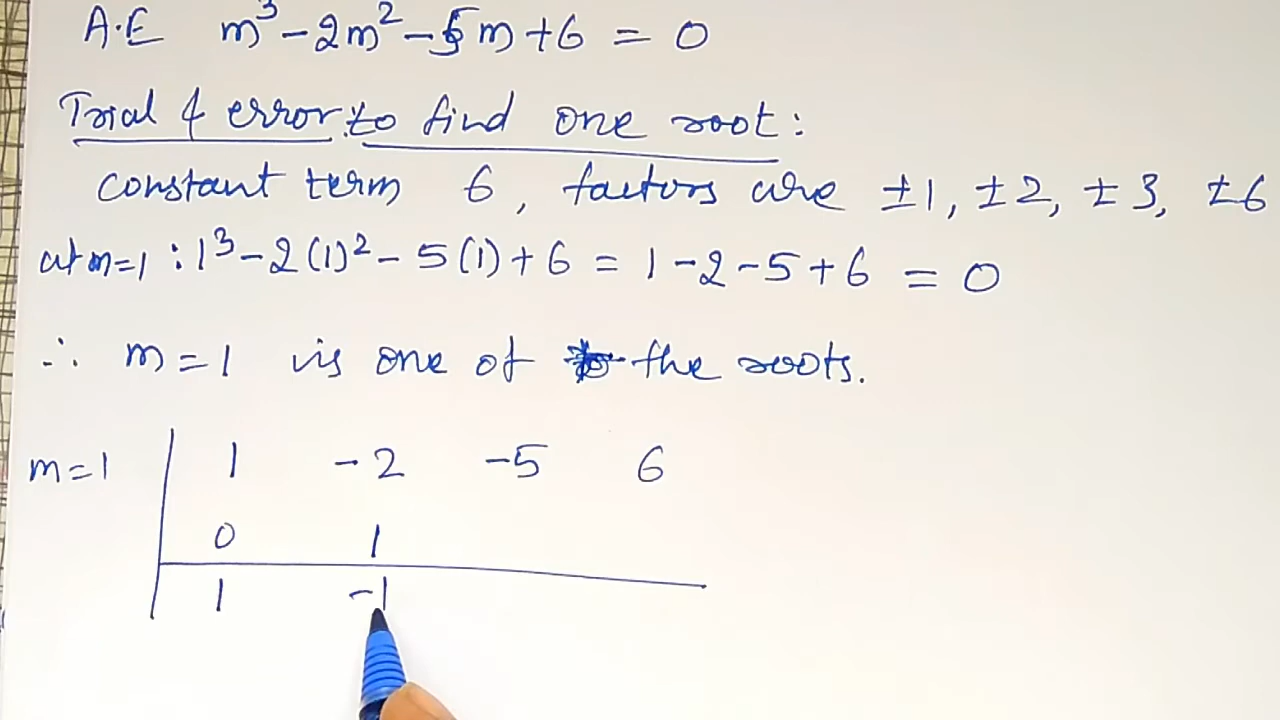 A.E m³ - 2m² - 5m + 6 = 0
Trial & error to find one root:
constant term 6, factors are ±1, ±2, ±3, ±6
at m=1 : 1³ - 2(1)² - 5(1) + 6 = 1 - 2 - 5 + 6 = 0
∴ m = 1 is one of the roots.
m=1 | 1 -2 -5 6
0 1
1 -1